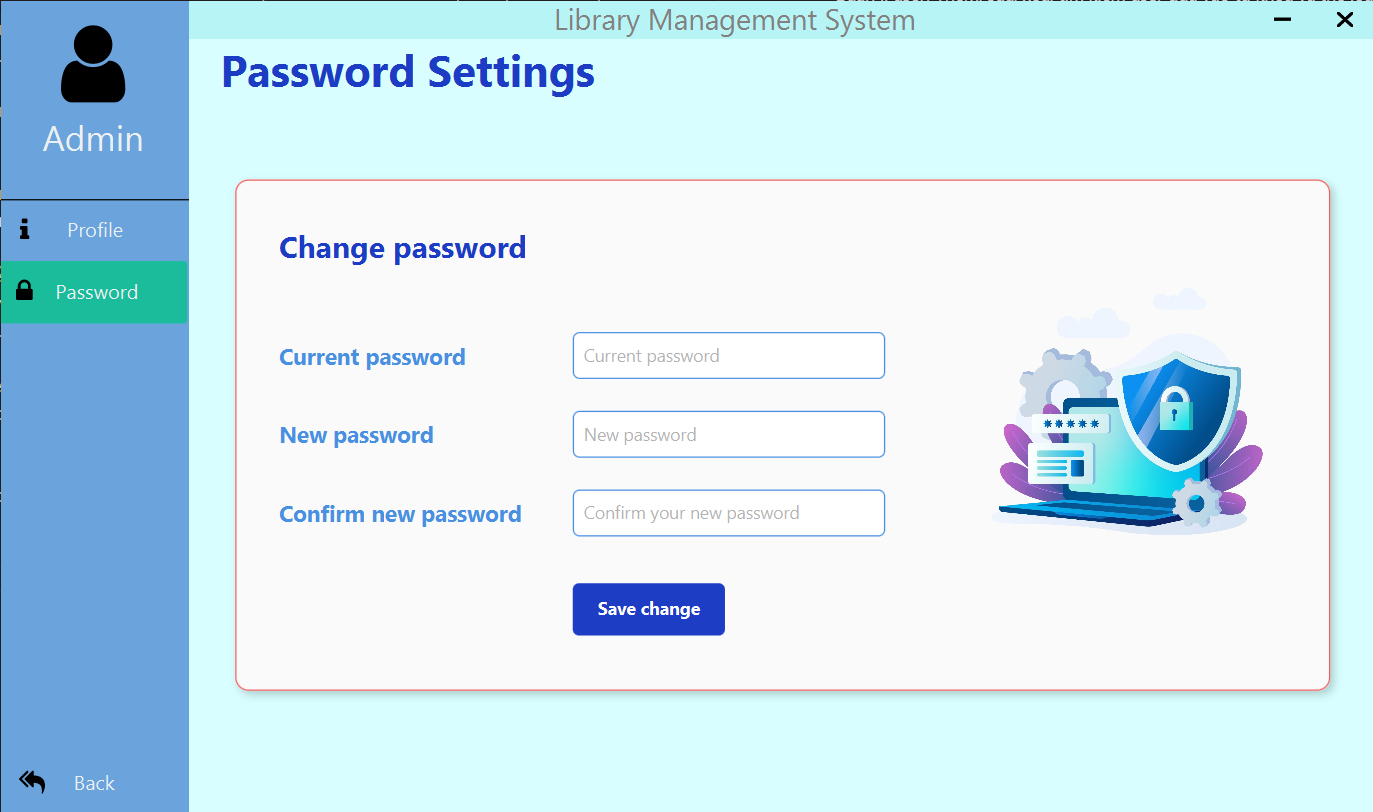 Library Management System
Admin
Profile
Password
Back
Password Settings
Change password
Current password
Current password
New password
New password
Confirm new password
Confirm your new password
Save change
*****